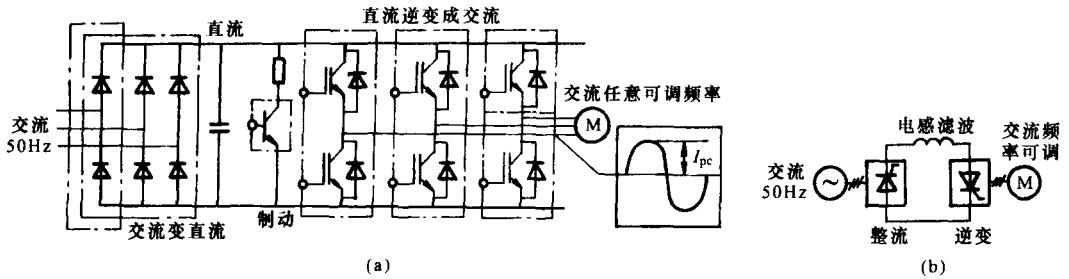 直流
直流逆变成交流
交流
50Hz
制动
交流变直流
交流任意可调频率
M
Ipc
(a)
电感滤波
交流频
率可调
交流
50Hz
M
整流
逆变
(b)